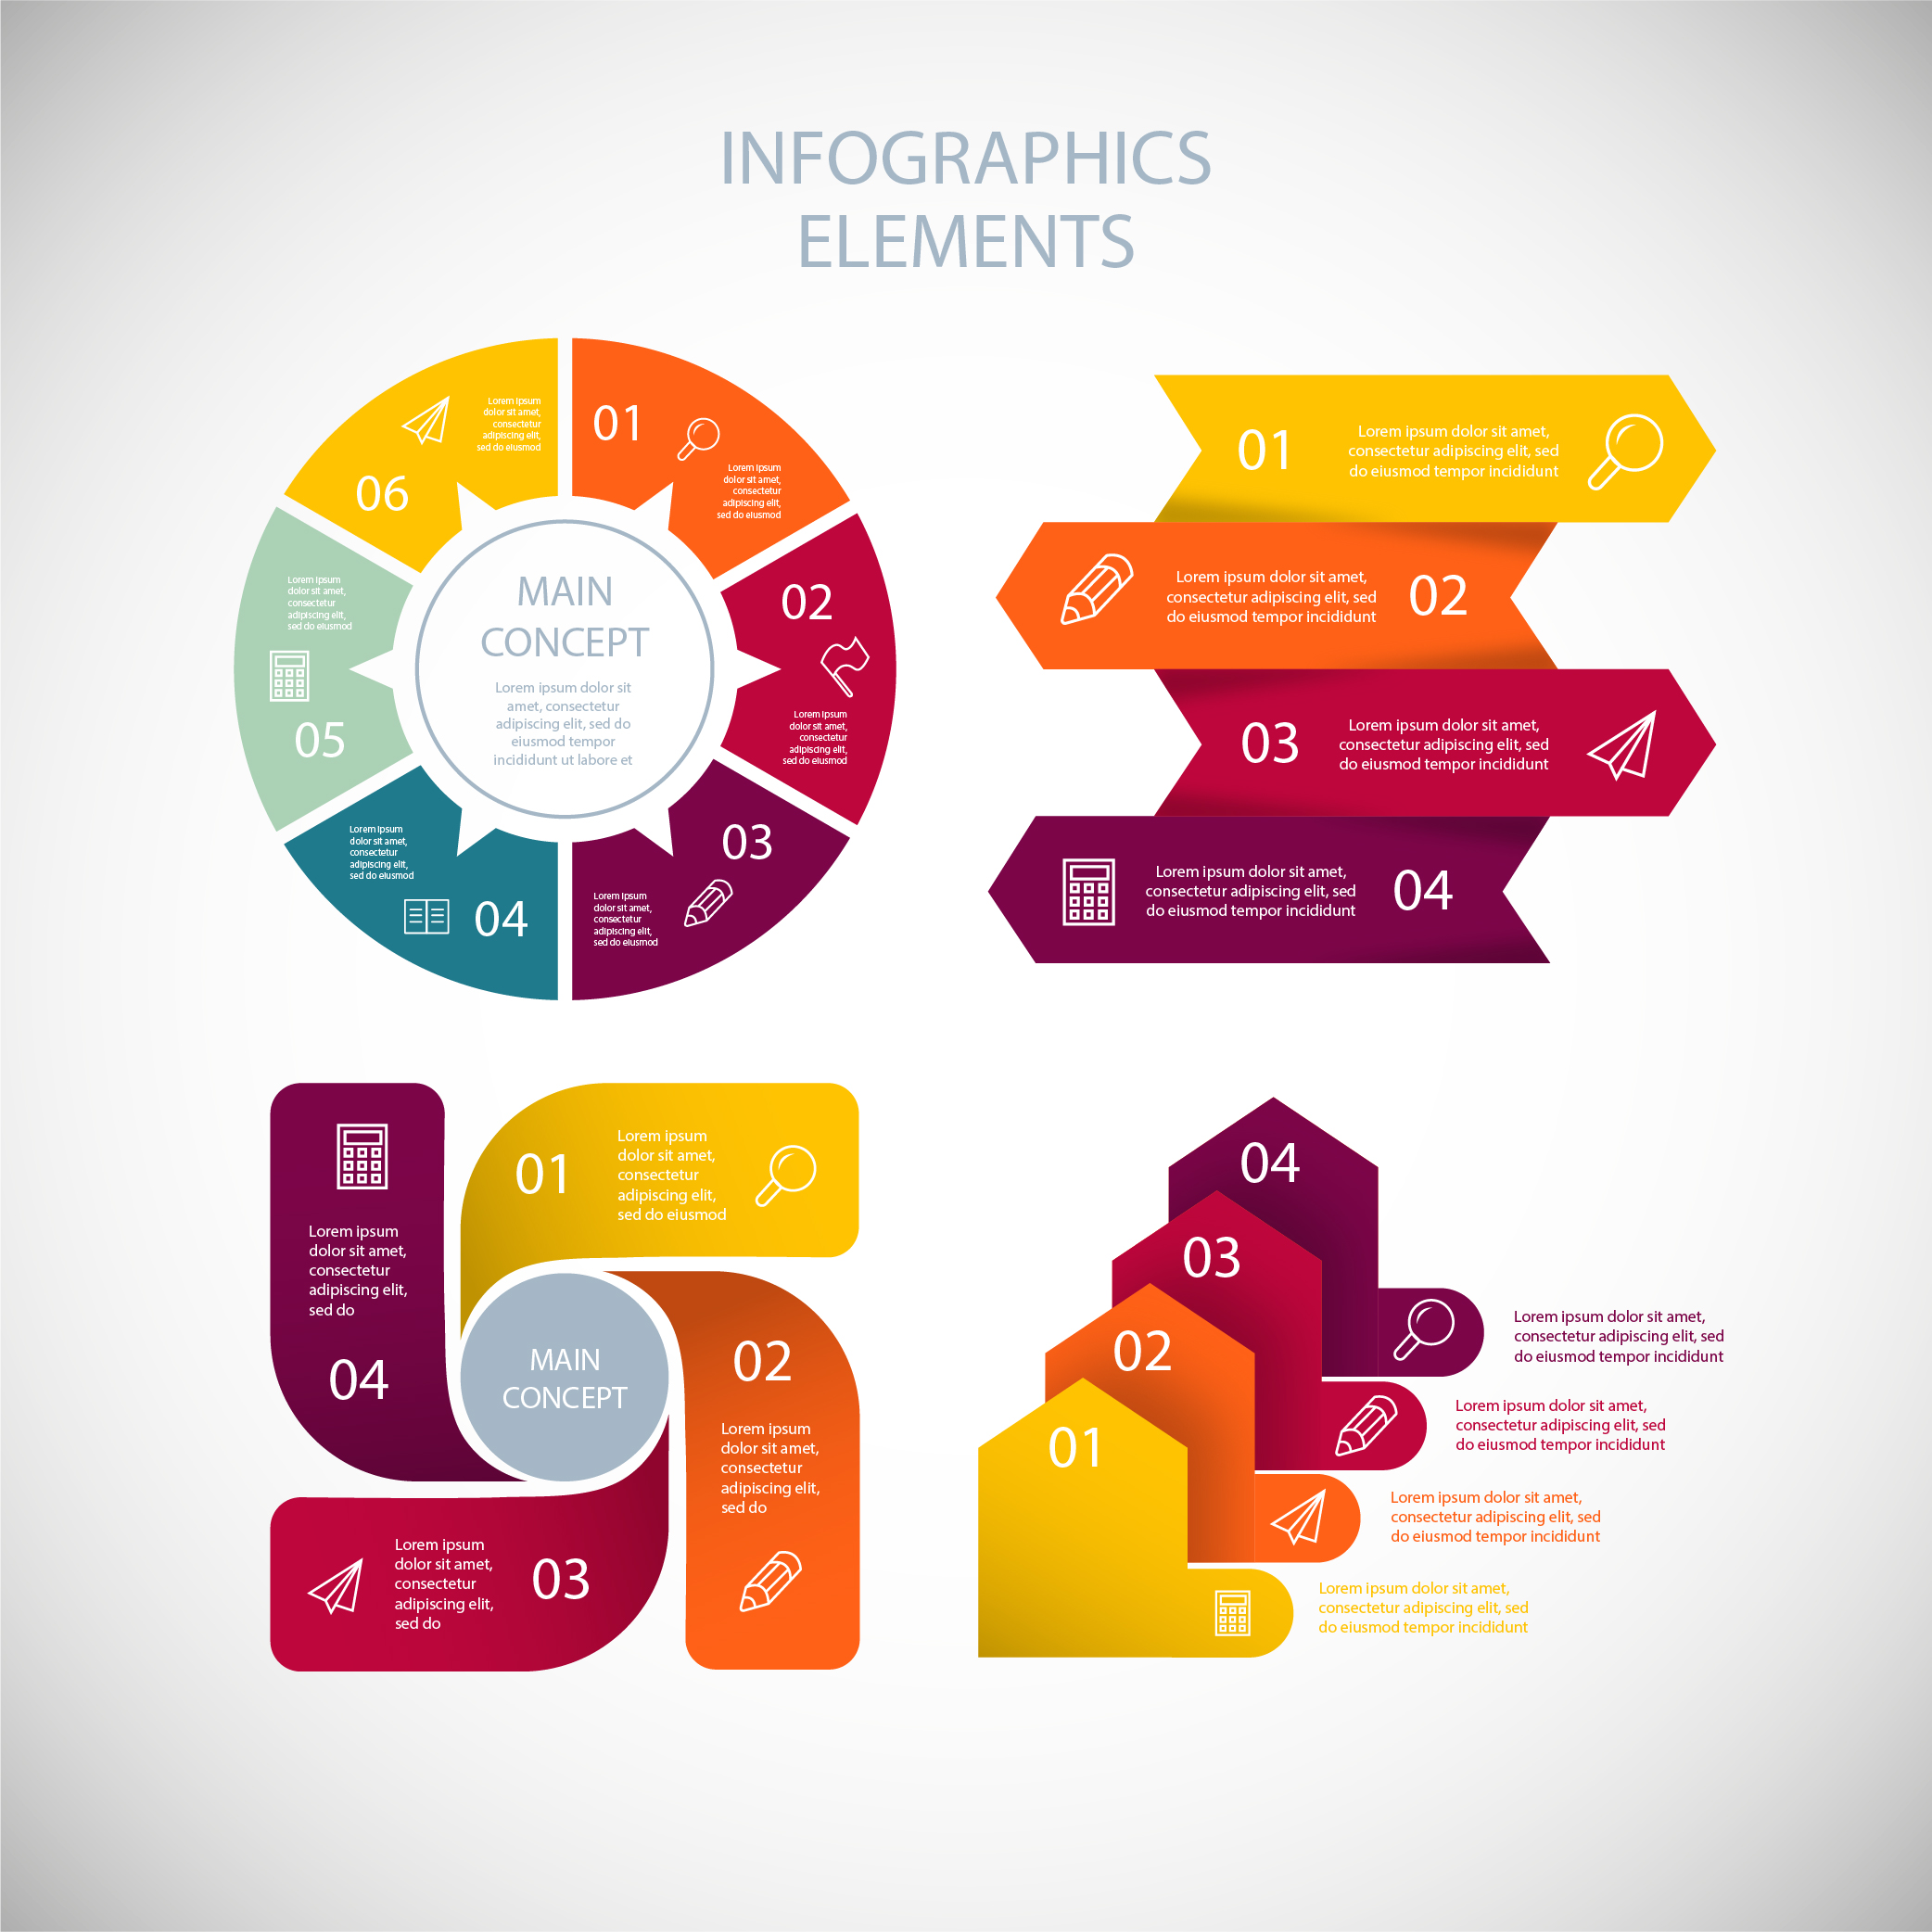 INFOGRAPHICS
ELEMENTS
01
Lorem ipsum
dolor sit amet,
consectetur
adipiscing elit,
sed do eiusmod
02
Lorem ipsum
dolor sit amet,
consectetur
adipiscing elit,
sed do eiusmod
03
Lorem ipsum
dolor sit amet,
consectetur
adipiscing elit,
sed do eiusmod
04
Lorem ipsum
dolor sit amet,
consectetur
adipiscing elit,
sed do eiusmod
05
Lorem ipsum
dolor sit amet,
consectetur
adipiscing elit,
sed do eiusmod
06
Lorem ipsum
dolor sit amet,
consectetur
adipiscing elit,
sed do eiusmod
MAIN
CONCEPT
Lorem ipsum dolor sit
amet, consectetur
adipiscing elit, sed do
eiusmod tempor
incididunt ut labore et
01
Lorem ipsum dolor sit amet,
consectetur adipiscing elit, sed
do eiusmod tempor incididunt
02
Lorem ipsum dolor sit amet,
consectetur adipiscing elit, sed
do eiusmod tempor incididunt
03
Lorem ipsum dolor sit amet,
consectetur adipiscing elit, sed
do eiusmod tempor incididunt
04
Lorem ipsum dolor sit amet,
consectetur adipiscing elit, sed
do eiusmod tempor incididunt
01
Lorem ipsum
dolor sit amet,
consectetur
adipiscing elit,
sed do eiusmod
02
Lorem ipsum
dolor sit amet,
consectetur
adipiscing elit,
sed do
03
Lorem ipsum
dolor sit amet,
consectetur
adipiscing elit,
sed do
04
Lorem ipsum
dolor sit amet,
consectetur
adipiscing elit,
sed do
MAIN
CONCEPT
04
Lorem ipsum dolor sit amet,
consectetur adipiscing elit, sed
do eiusmod tempor incididunt
03
Lorem ipsum dolor sit amet,
consectetur adipiscing elit, sed
do eiusmod tempor incididunt
02
Lorem ipsum dolor sit amet,
consectetur adipiscing elit, sed
do eiusmod tempor incididunt
01
Lorem ipsum dolor sit amet,
consectetur adipiscing elit, sed
do eiusmod tempor incididunt